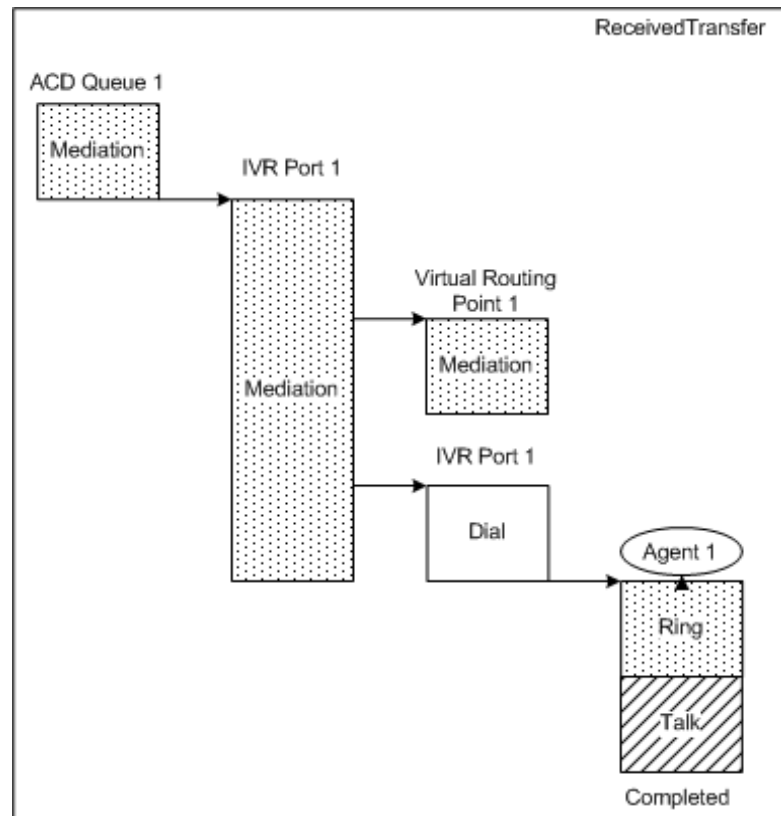 ReceivedTransfer
ACD Queue 1
Mediation
IVR Port 1
Mediation
Virtual Routing
Point 1
Mediation
IVR Port 1
Dial
Agent 1
Ring
Talk
Completed